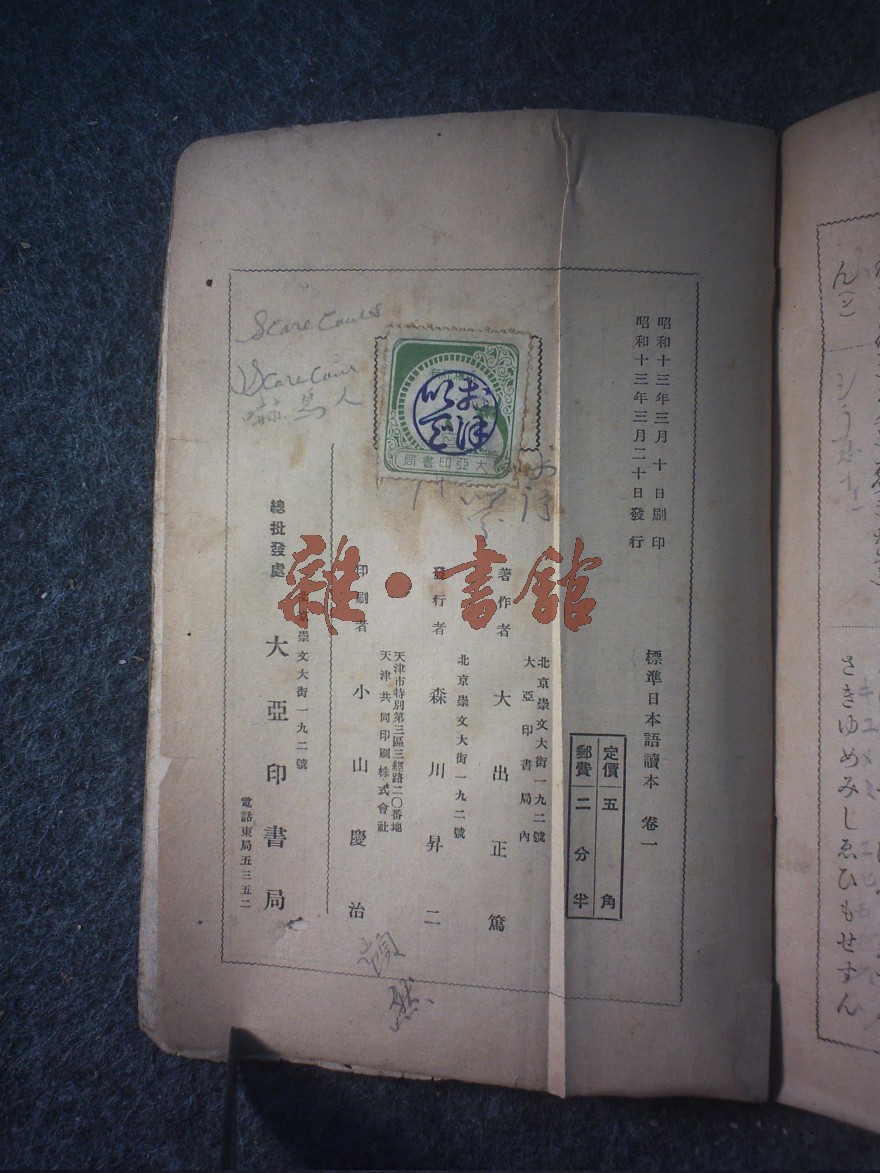 昭和十三年三月十日刷印
昭和十三年三月二十日發行
標準日本語讀本 卷一
定價五角
郵費二分半
北京崇文大街一九二號
大亞印書局內
著作者 大出正篤
北京崇文大街一九二號
發行者 森川昇二
天津市特別第三區三經路二〇番地
天津共同印刷株式會社
印刷者 小山慶治
總批發處
北京崇文大街一九二號
大亞印書局
電話東局五三五二
大亞印書局
雜·書館
さきゆめみしゑひもせすん